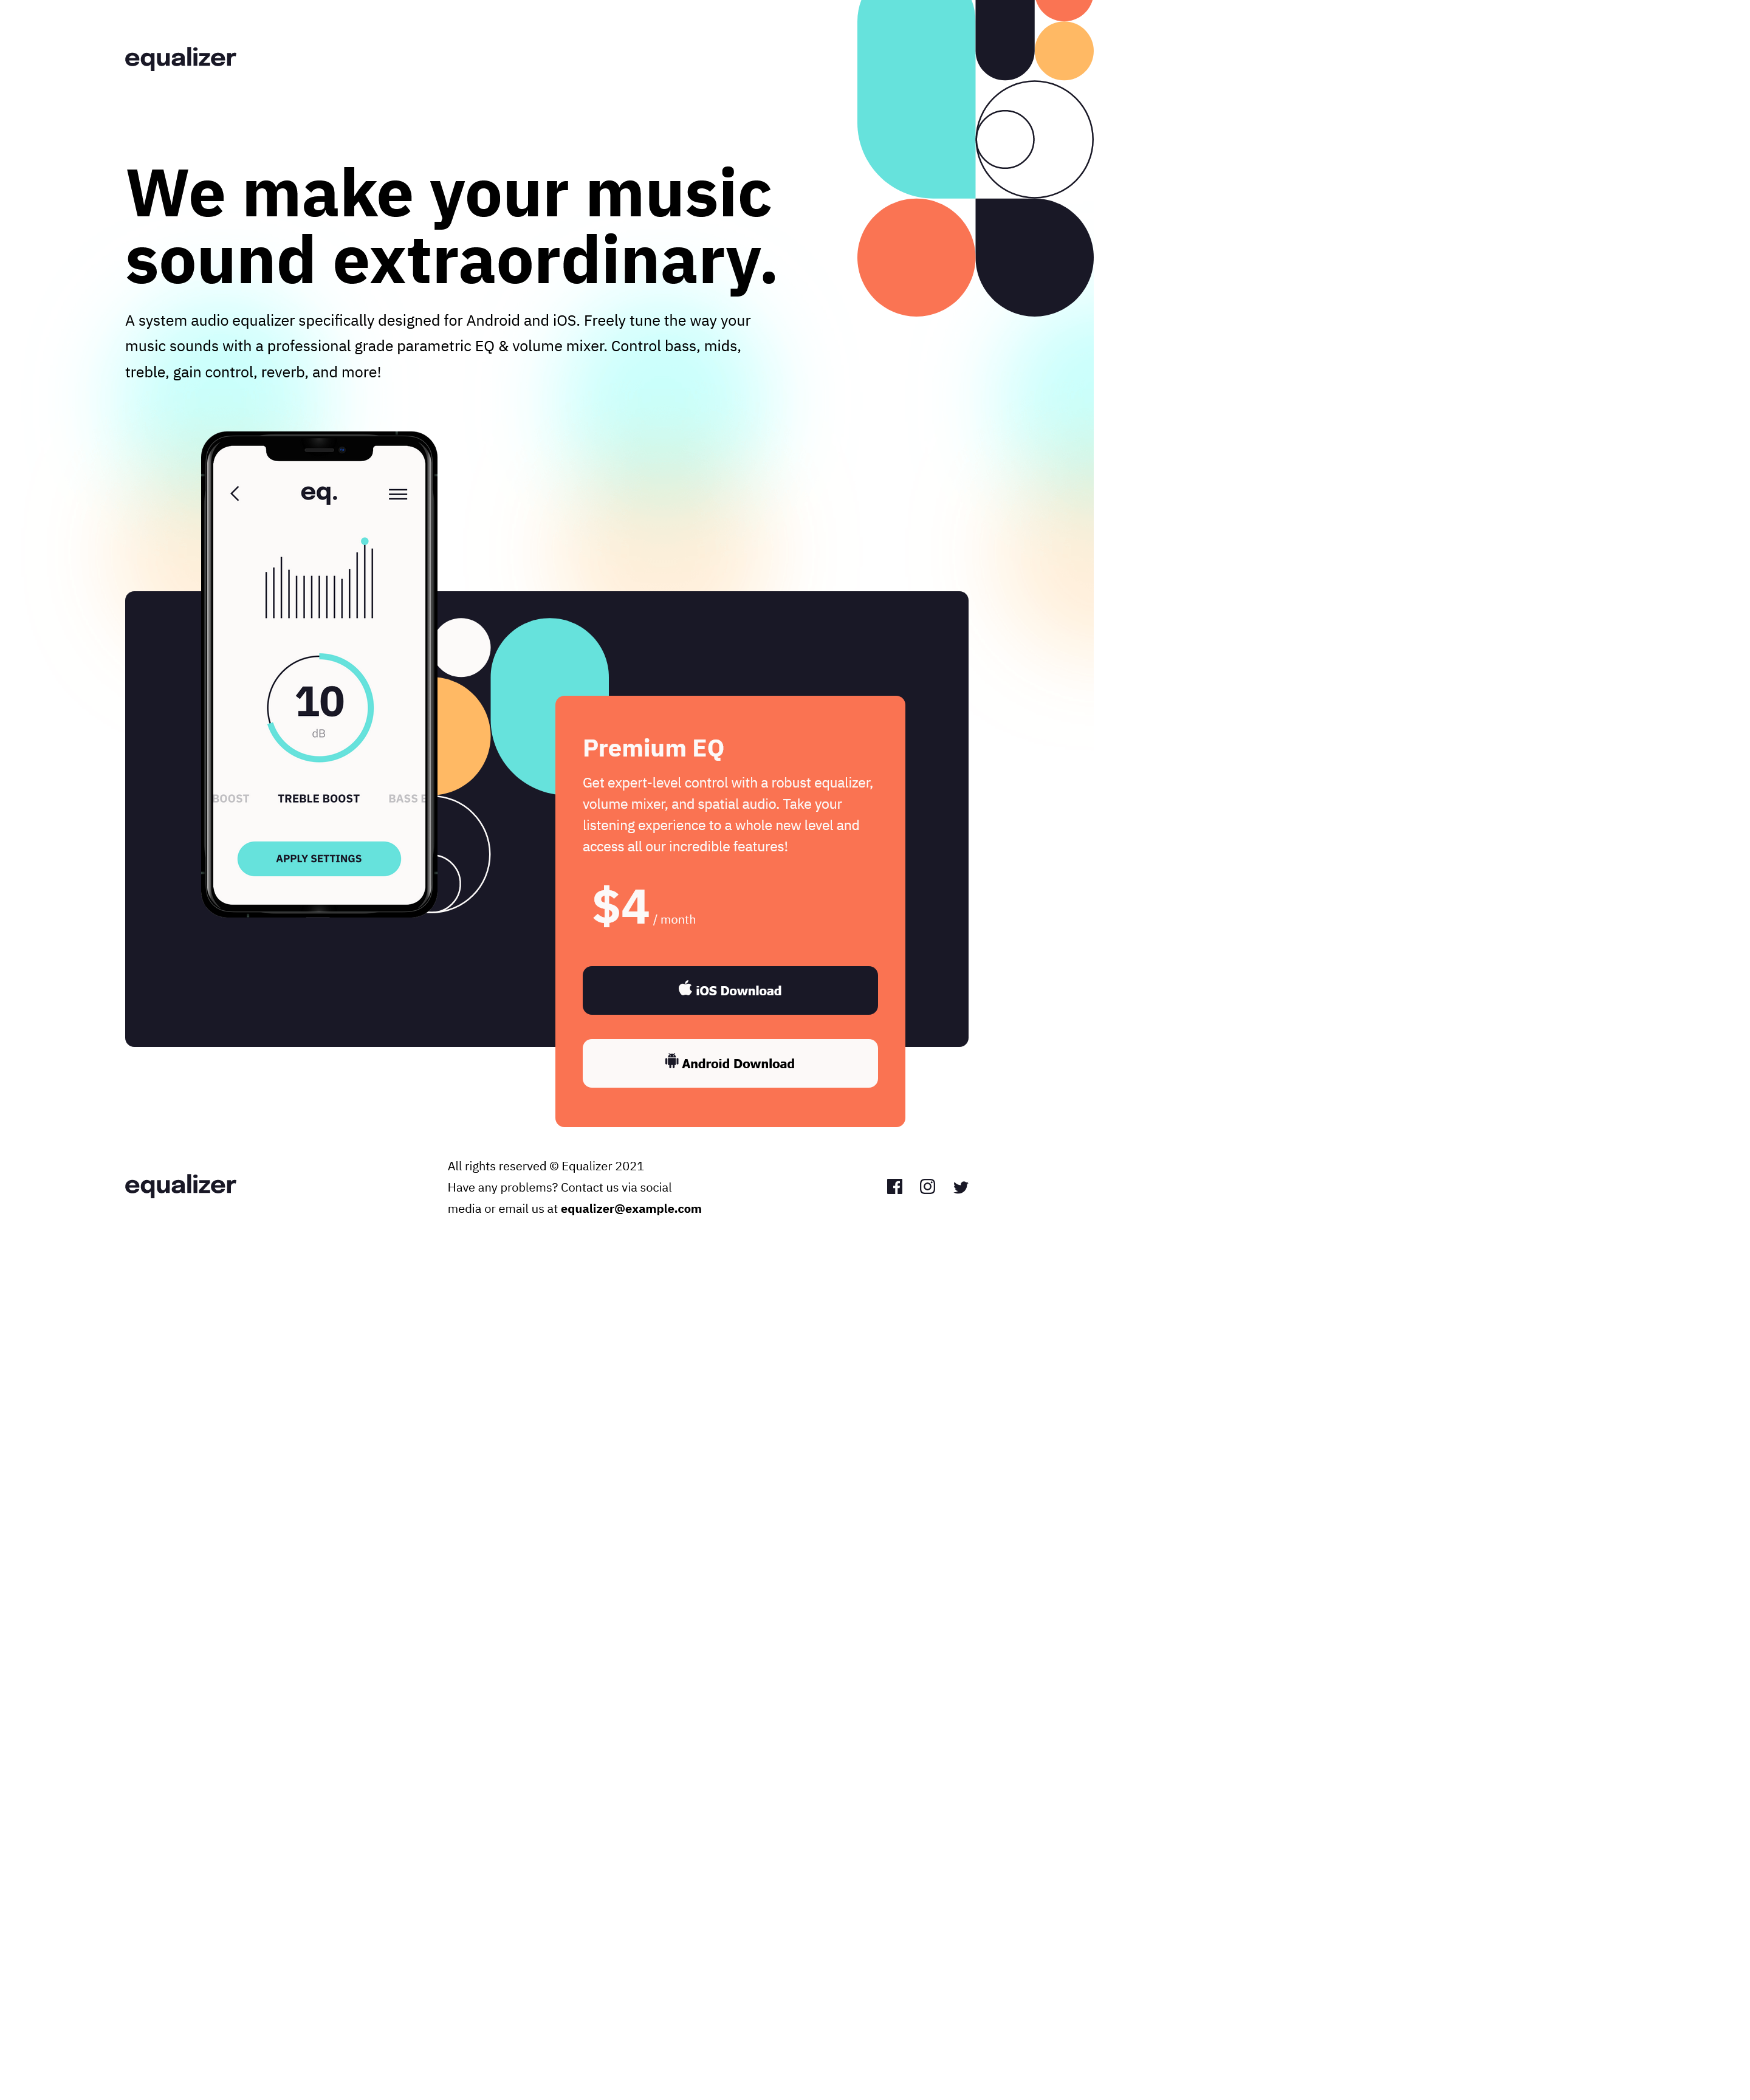 equalizer
We make your music
sound extraordinary.
A system audio equalizer specifically designed for Android and iOS. Freely tune the way your
music sounds with a professional grade parametric EQ & volume mixer. Control bass, mids,
treble, gain control, reverb, and more!
eq.
10
dB
BOOST
TREBLE BOOST
BASS B
APPLY SETTINGS
Premium EQ
Get expert-level control with a robust equalizer,
volume mixer, and spatial audio. Take your
listening experience to a whole new level and
access all our incredible features!
$4 / month
iOS Download
Android Download
equalizer
All rights reserved © Equalizer 2021
Have any problems? Contact us via social
media or email us at equalizer@example.com